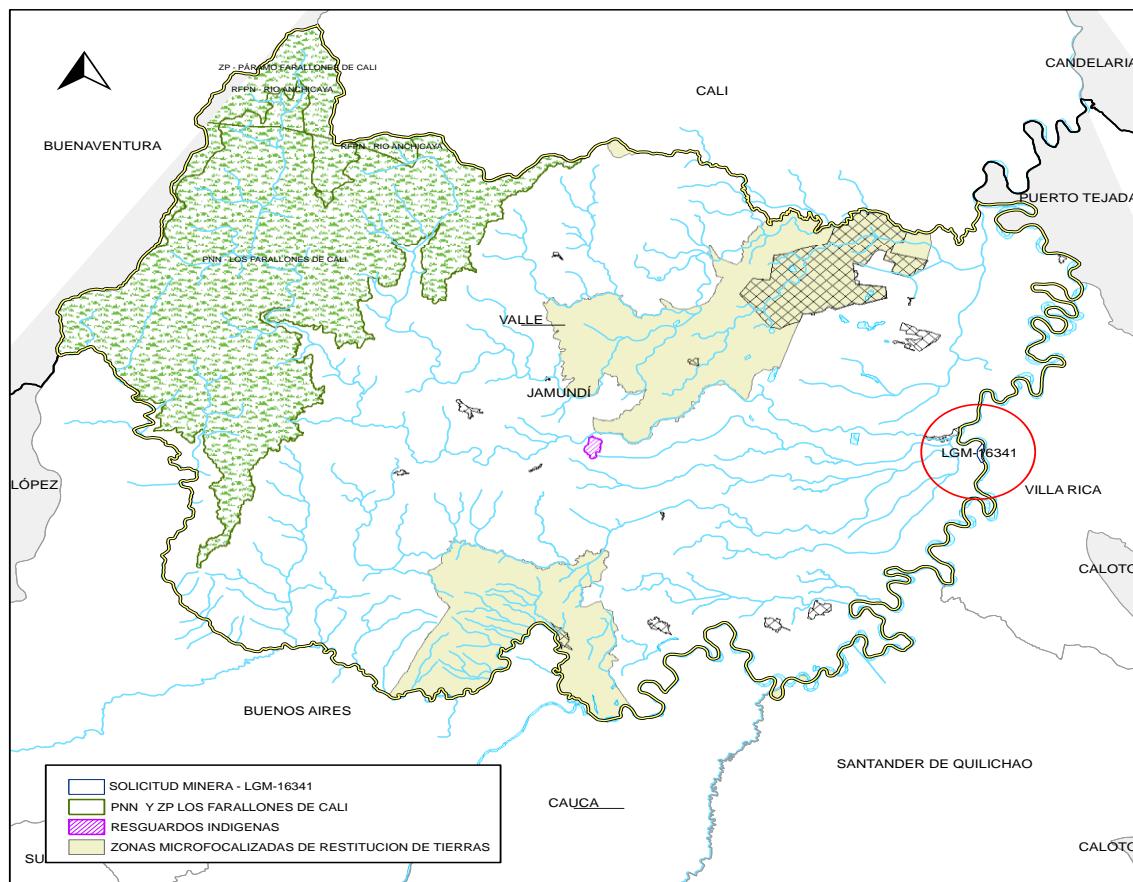 ZP - PÁRAMO FARALLONES DE CALI
CANDELARIA
RFPN - RIO ANCHICAYA
CALI
BUENAVENTURA
RFPN - RIO ANCHICAYA
PUERTO TEJADA
PNN - LOS FARALLONES DE CALI
VALLE
JAMUNDÍ
LGM-16341
LÓPEZ
VILLA RICA
CALOTO
BUENOS AIRES
SANTANDER DE QUILICHAO
SOLICITUD MINERA - LGM-16341
PNN Y ZP LOS FARALLONES DE CALI
CAUCA
RESGUARDOS INDIGENAS
ZONAS MICROFOCALIZADAS DE RESTITUCION DE TIERRAS
CALOTO
SU